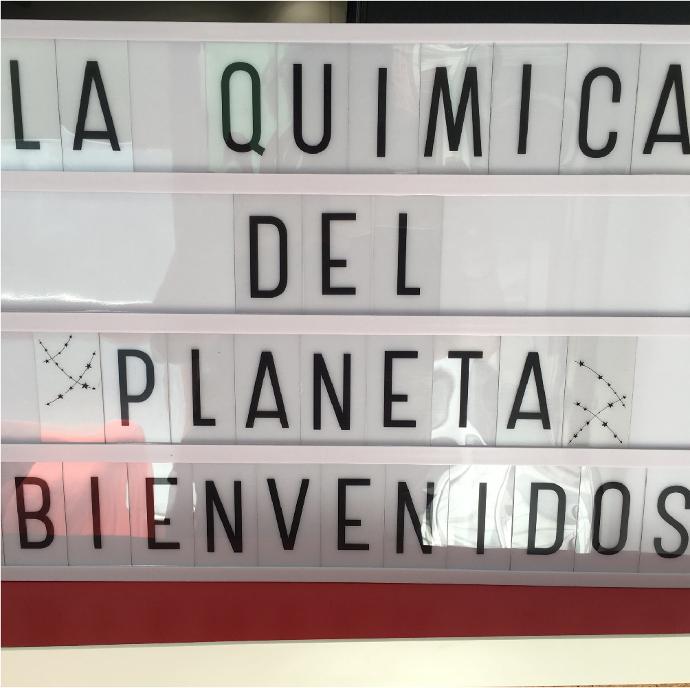 LA QUIMICA
DEL
PLANETA
BIENVENIDOS